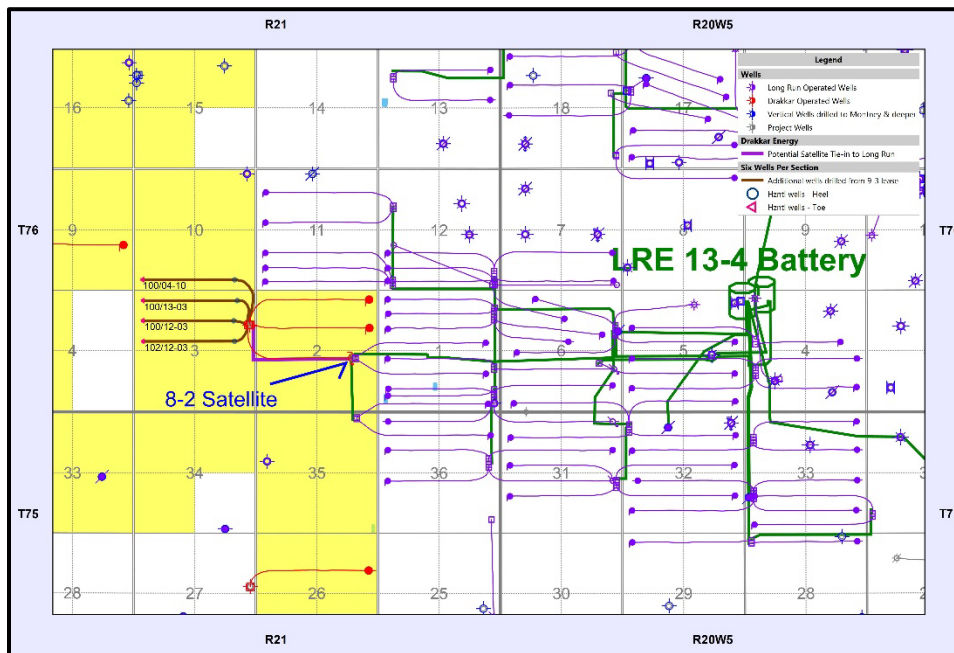 R21 R20W5
Legend
Wells
Long Run Operated Wells
Drakkar Operated Wells
Vertical Wells drilled to Montney & deeper
Project Wells
Drakkar Energy
Potential Satellite Tie-in to Long Run
Six Wells Per Section
Additional wells drilled from 9-3 lease
Hzntl wells - Heel
Hzntl wells - Toe
16 15 14 13 18 17
T76 11 12 7 8 9 T7
LRE 13-4 Battery
100/04-10
100/13-03
100/12-03
102/12-03
4 3 2 6 5
8-2 Satellite
33 34 35 36 31 32 33
T75 T7
28 27 26 25 30 29 28
R21 R20W5